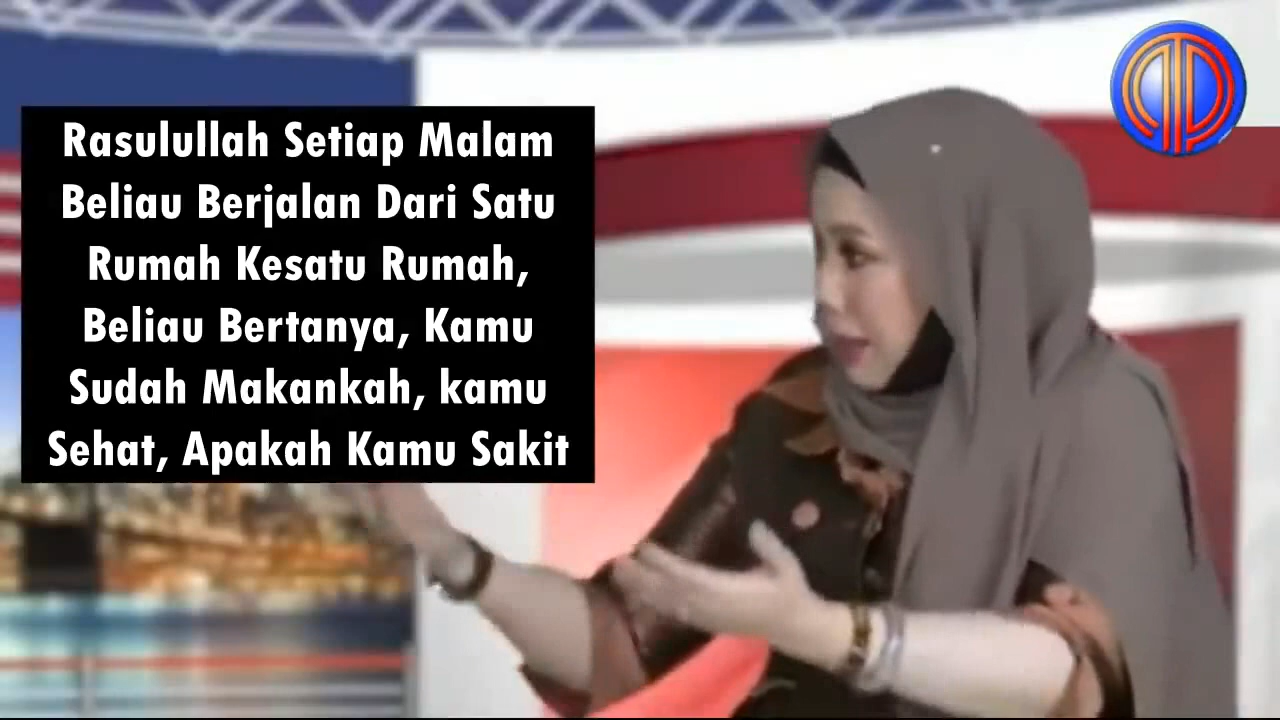 Rasulullah Setiap Malam
Beliau Berjalan Dari Satu
Rumah Kesatu Rumah,
Beliau Bertanya, Kamu
Sudah Makankah, kamu
Sehat, Apakah Kamu Sakit